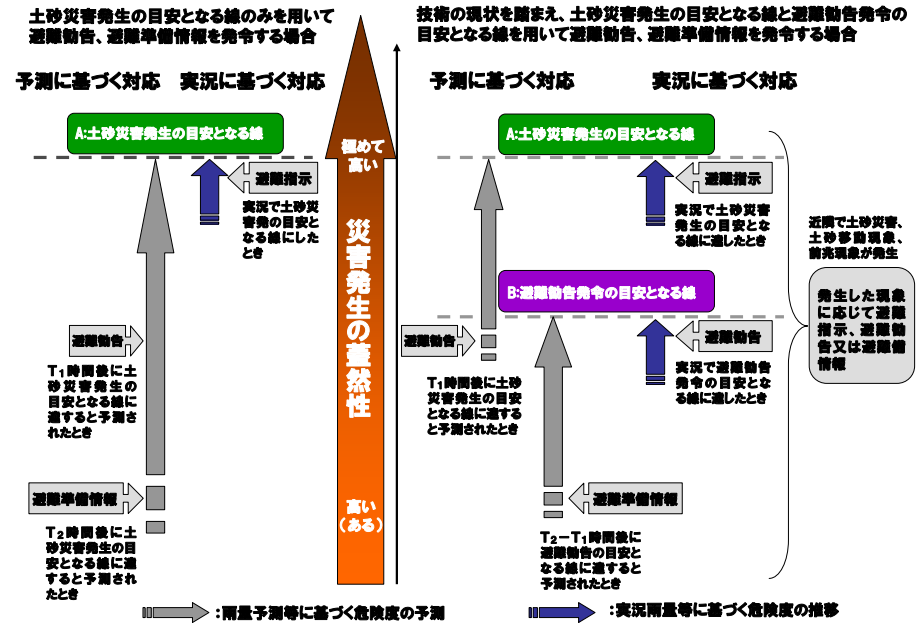 土砂災害発生の目安となる線のみを用いて
避難勧告、避難準備情報を発令する場合
予測に基づく対応
実況に基づく対応
A:土砂災害発生の目安となる線
避難指示
実況で土砂災
害発の目安と
なる線にした
とき
避難勧告
T₁時間後に土
砂災害発生の
目安となる線に
達すると予測さ
れたとき
避難準備情報
T₂時間後に土
砂災害発生の目
安となる線に達
すると予測され
たとき
極めて
高い
災害発生の蓋然性
高い
(ある)
技術の現状を踏まえ、土砂災害発生の目安となる線と避難勧告発令の
目安となる線を用いて避難勧告、避難準備情報を発令する場合
予測に基づく対応
実況に基づく対応
A:土砂災害発生の目安となる線
避難指示
実況で土砂災害
発生の目安とな
る線に達したとき
B:避難勧告発令の目安となる線
避難勧告
T₁時間後に土砂
災害発生の目安
となる線に達する
と予測されたとき
避難勧告
実況で避難勧告
発令の目安とな
る線に達したとき
避難準備情報
T₂−T₁時間後に
避難勧告の目安と
なる線に達すると
予測されたとき
近隣で土砂災害、
土砂移動現象、
前兆現象が発生
発生した現象
に応じて避難
指示、避難勧
告又は避難備
情報
:雨量予測等に基づく危険度の予測
:実況雨量等に基づく危険度の推移